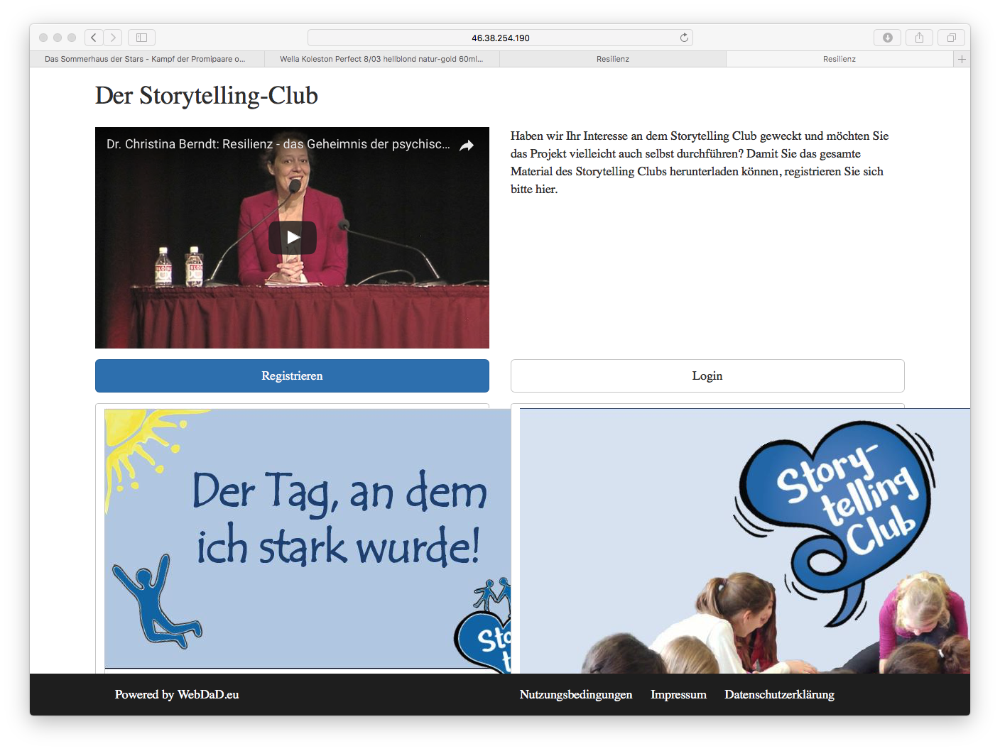 46.38.254.190
Das Sommerhaus der Stars - Kampf der Promipaare o...
Wella Koleston Perfect 8/03 hellblond natur-gold 60ml...
Resilienz
Resilienz
Der Storytelling-Club
Dr. Christina Berndt: Resilienz - das Geheimnis der psychisc...
Haben wir Ihr Interesse an dem Storytelling Club geweckt und möchten Sie
das Projekt vielleicht auch selbst durchführen? Damit Sie das gesamte
Material des Storytelling Clubs herunterladen können, registrieren Sie sich
bitte hier.
Registrieren
Login
Der Tag, an dem
ich stark wurde!
Sto
t
Story-
telling
Club
Powered by WebDaD.eu
Nutzungsbedingungen
Impressum
Datenschutzerklärung